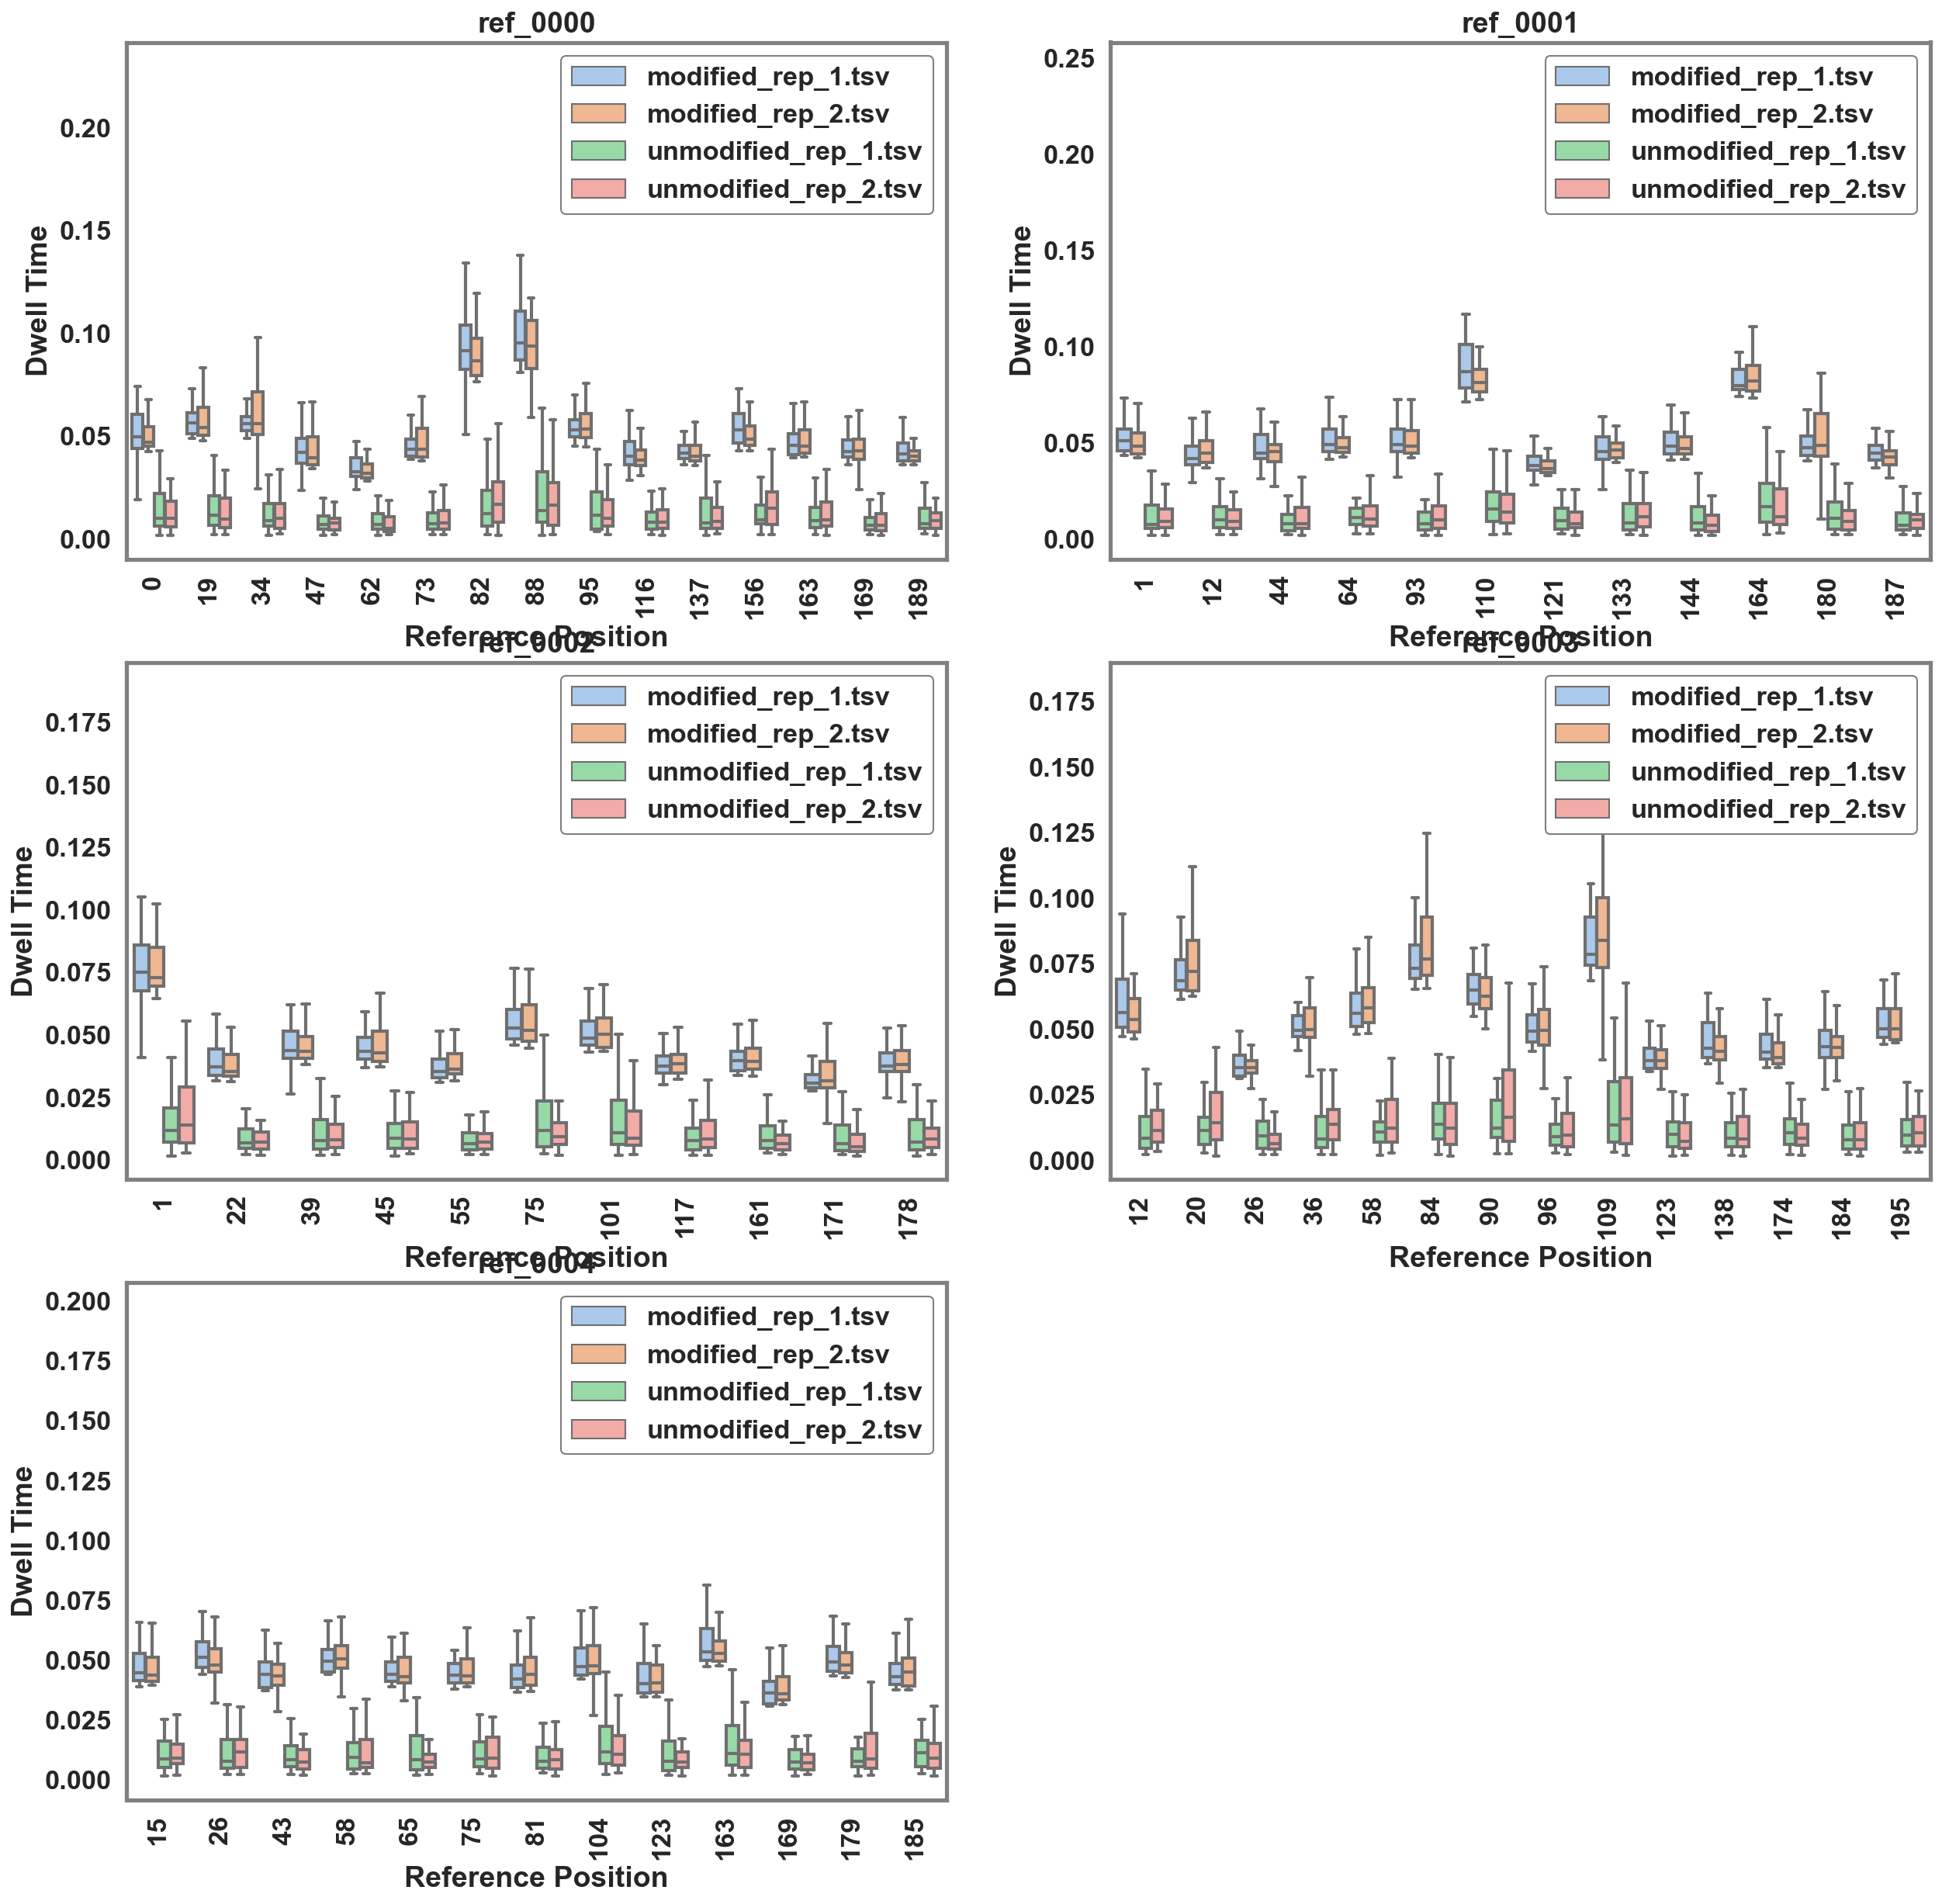 ref_0000
modified_rep_1.tsv
modified_rep_2.tsv
unmodified_rep_1.tsv
unmodified_rep_2.tsv
Dwell Time
0.20
0.15
0.10
0.05
0.00
0 19 34 47 62 73 82 88 95 116 137 156 163 169 189
Reference Position
ref_0001
modified_rep_1.tsv
modified_rep_2.tsv
unmodified_rep_1.tsv
unmodified_rep_2.tsv
Dwell Time
0.25
0.20
0.15
0.10
0.05
0.00
1 12 44 64 93 110 121 133 144 164 180 187
Reference Position
ref_0002
modified_rep_1.tsv
modified_rep_2.tsv
unmodified_rep_1.tsv
unmodified_rep_2.tsv
Dwell Time
0.175
0.150
0.125
0.100
0.075
0.050
0.025
0.000
1 22 39 45 55 75 101 117 161 171 178
Reference Position
ref_0003
modified_rep_1.tsv
modified_rep_2.tsv
unmodified_rep_1.tsv
unmodified_rep_2.tsv
Dwell Time
0.175
0.150
0.125
0.100
0.075
0.050
0.025
0.000
12 20 26 36 58 84 90 96 109 123 138 174 184 195
Reference Position
ref_0004
modified_rep_1.tsv
modified_rep_2.tsv
unmodified_rep_1.tsv
unmodified_rep_2.tsv
Dwell Time
0.200
0.175
0.150
0.125
0.100
0.075
0.050
0.025
0.000
15 26 43 58 65 75 81 104 123 163 169 179 185
Reference Position